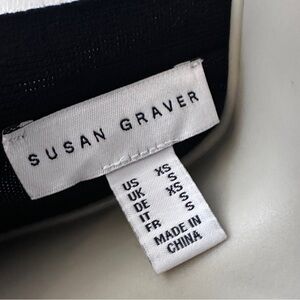 SUSAN GRAVER
US XS
UK S
DE XS
IT S
FR S
MADE IN
CHINA